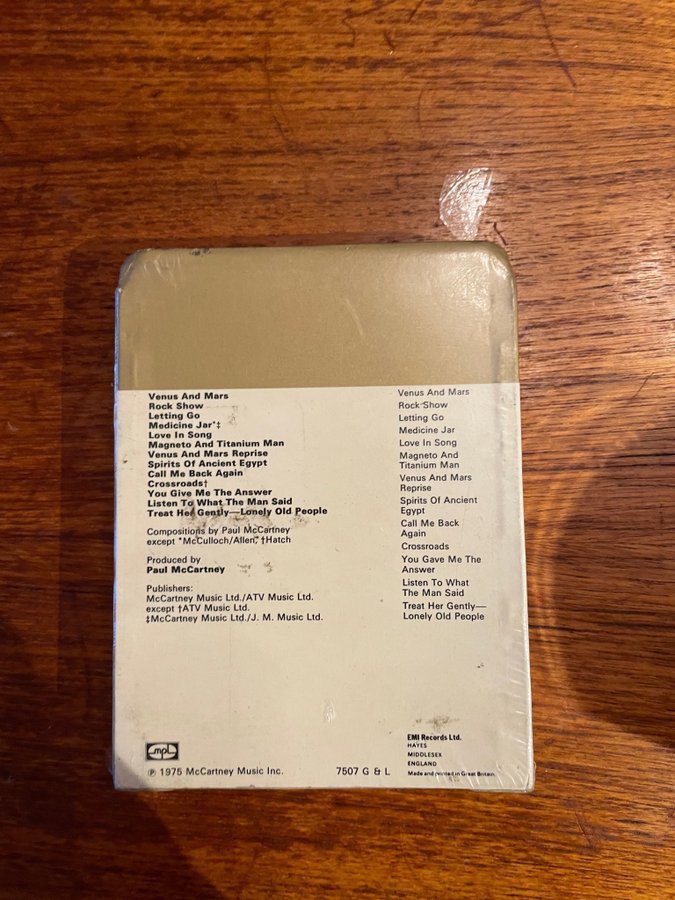 Venus And Mars
Rock Show
Letting Go
Medicine Jar*‡
Love In Song
Magneto And Titanium Man
Venus And Mars Reprise
Spirits Of Ancient Egypt
Call Me Back Again
Crossroads†
You Give Me The Answer
Listen To What The Man Said
Treat Her Gently—Lonely Old People
Compositions by Paul McCartney
except *McCulloch/Allen, †Hatch
Produced by
Paul McCartney
Publishers:
McCartney Music Ltd./ATV Music Ltd.
except †ATV Music Ltd.
‡McCartney Music Ltd./J. M. Music Ltd.
mpl
℗ 1975 McCartney Music Inc.
7507 G & L
Venus And Mars
Rock Show
Letting Go
Medicine Jar
Love In Song
Magneto And
Titanium Man
Venus And Mars
Reprise
Spirits Of Ancient
Egypt
Call Me Back
Again
Crossroads
You Gave Me The
Answer
Listen To What
The Man Said
Treat Her Gently—
Lonely Old People
EMI Records Ltd.
HAYES
MIDDLESEX
ENGLAND
Made and printed in Great Britain